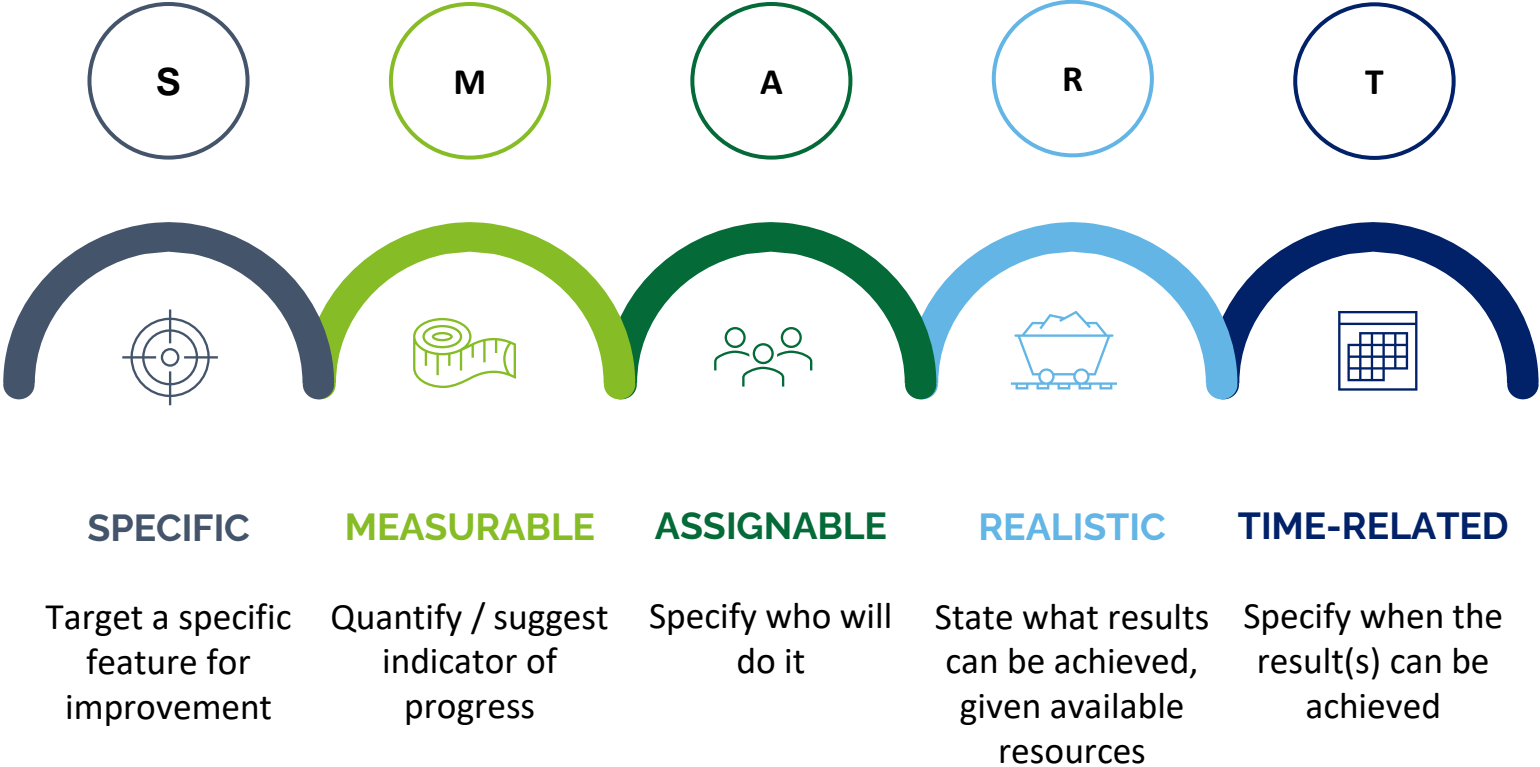 S
M
A
R
T
SPECIFIC
MEASURABLE
ASSIGNABLE
REALISTIC
TIME-RELATED
Target a specific
feature for
improvement
Quantify / suggest
indicator of
progress
Specify who will
do it
State what results
can be achieved,
given available
resources
Specify when the
result(s) can be
achieved